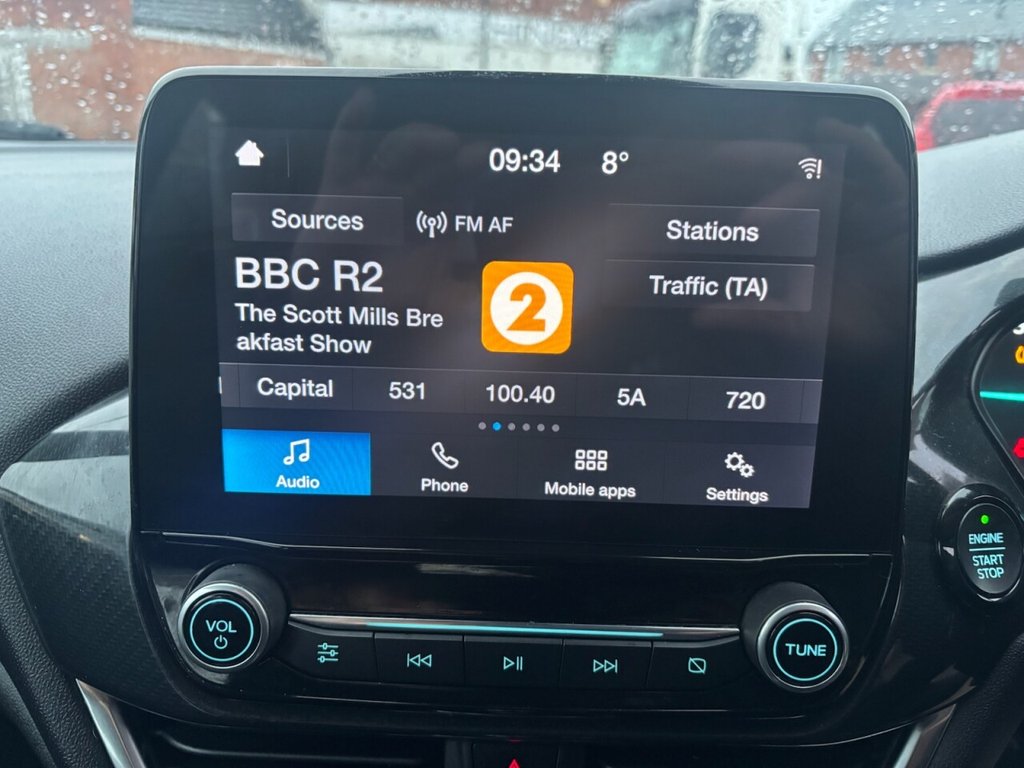 09:34 8°
Sources FM AF Stations
BBC R2
2
Traffic (TA)
The Scott Mills Bre
akfast Show
Capital 531 100.40 5A 720
Audio Phone Mobile apps Settings
VOL
TUNE
ENGINE
START
STOP